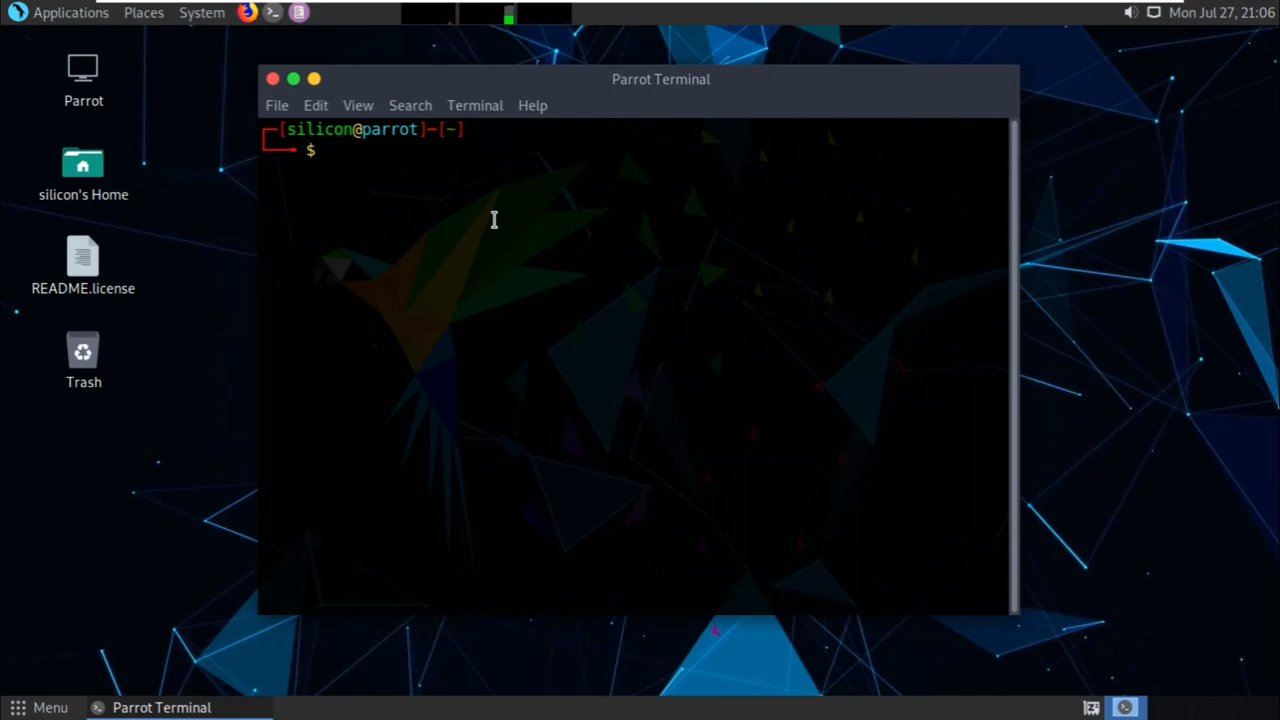 Applications Places System Mon Jul 27, 21:06
Parrot
silicon's Home
README.license
Trash
Parrot Terminal
File Edit View Search Terminal Help
┌─[silicon@parrot]─[~]
└──╼ $
Menu Parrot Terminal